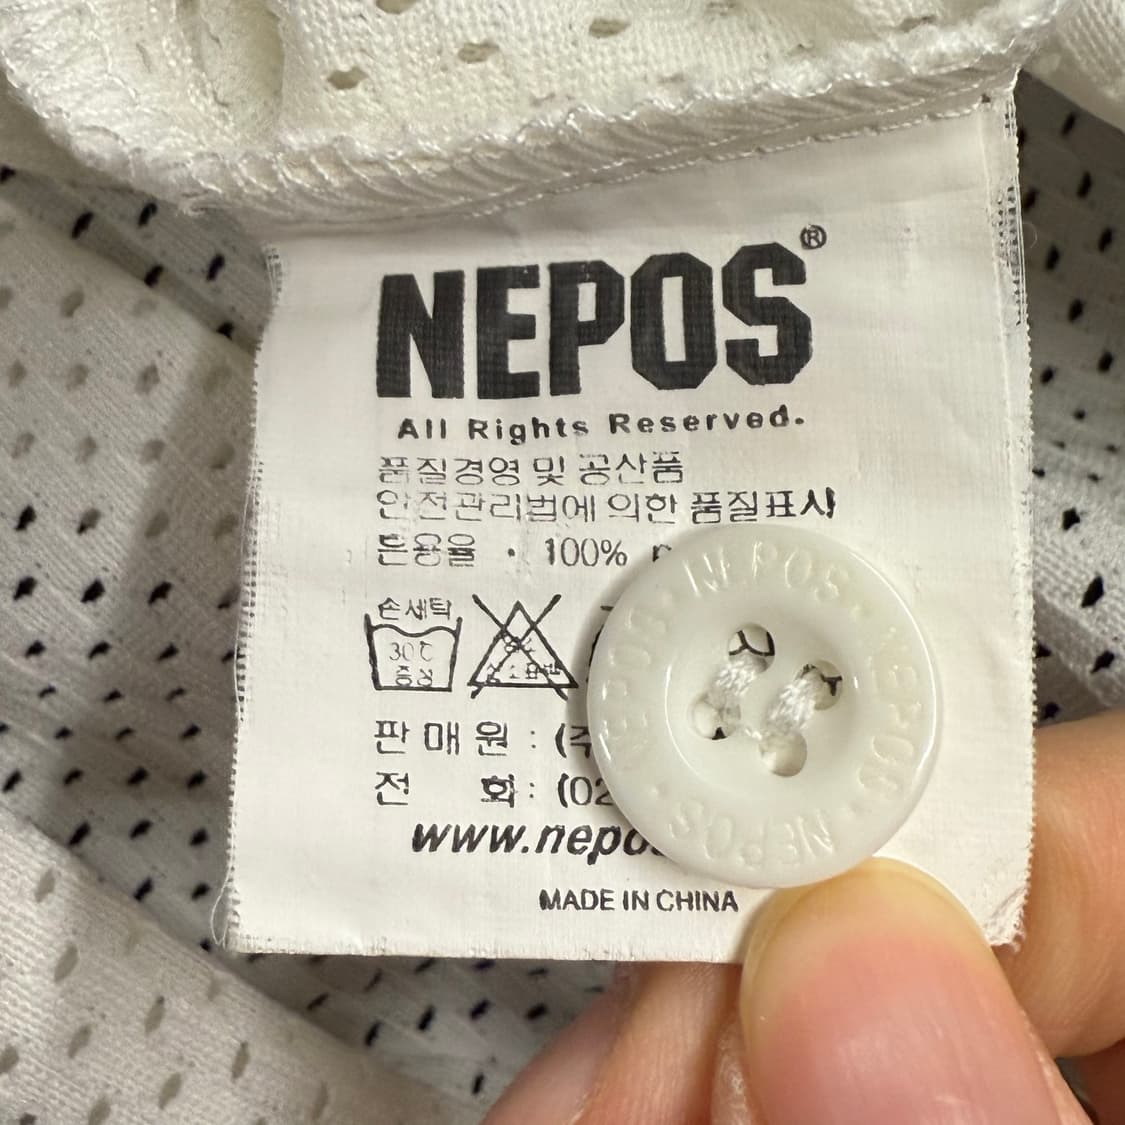 NEPOS®
All Rights Reserved.
품질경영 및 공산품
안전관리법에 의한 품질표시
혼용율 · 100%
손세탁
30℃
중성
판매원 : (주
전 화 : (02
www.nepos
MADE IN CHINA
NEPOS · NEPOS · NEPOS · NEPOS